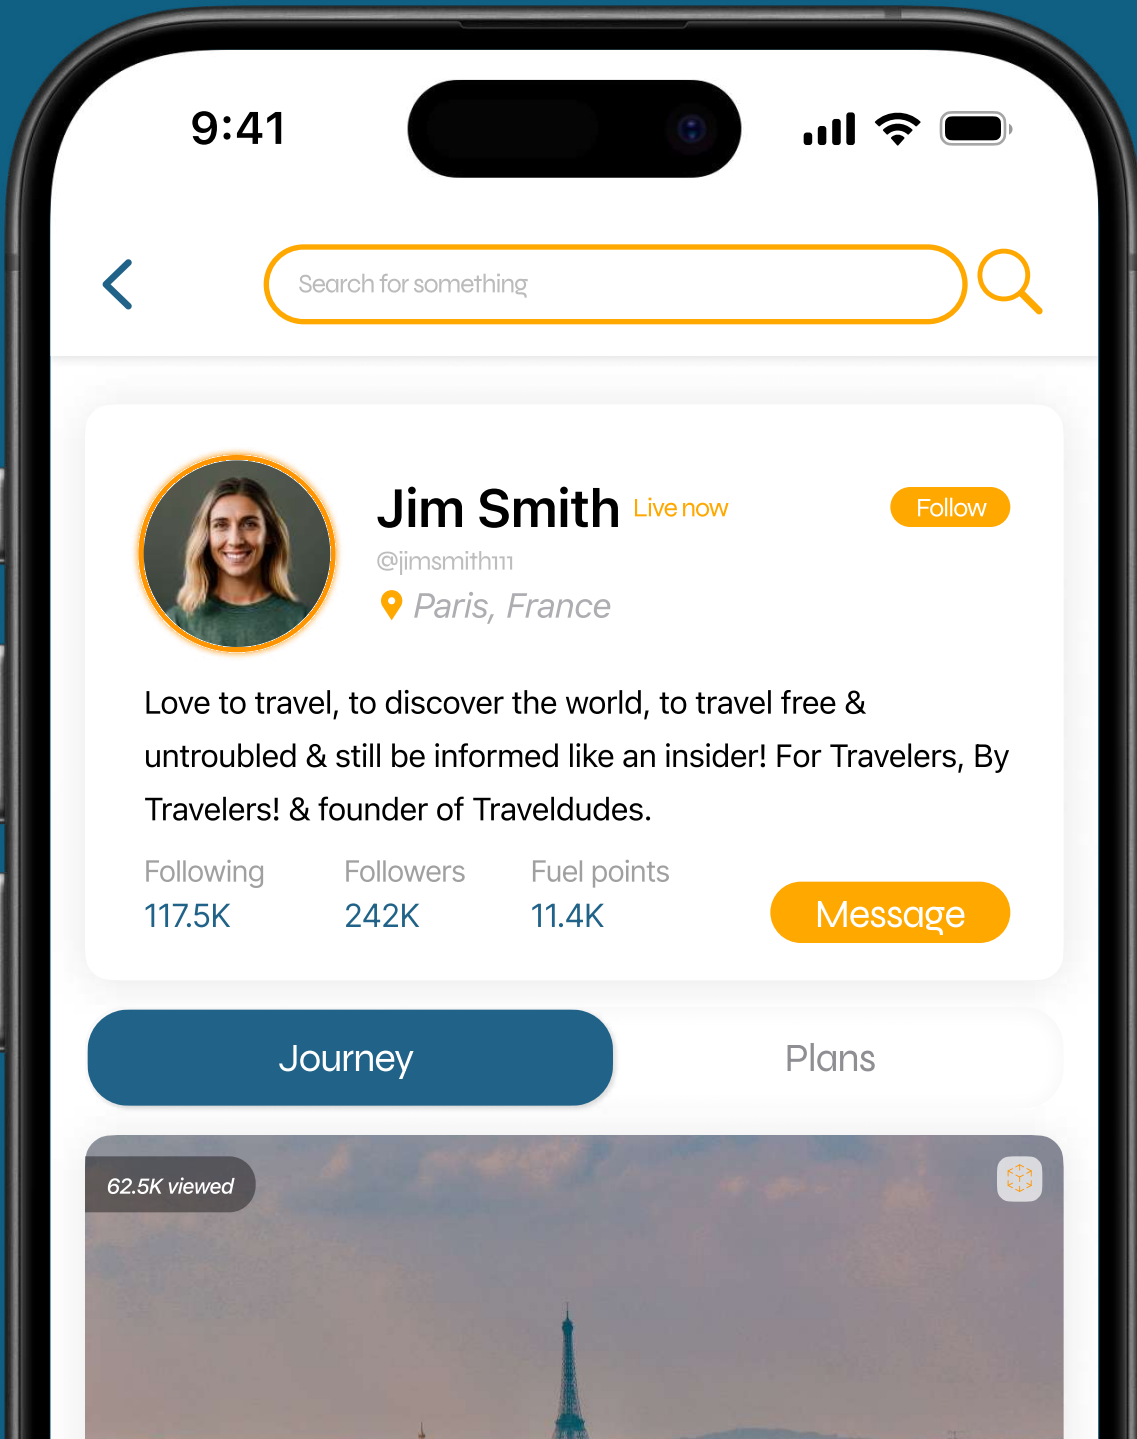 9:41
Search for something
Jim Smith Live now
Follow
@jimsmith111
Paris, France
Love to travel, to discover the world, to travel free &
untroubled & still be informed like an insider! For Travelers, By
Travelers! & founder of Traveldudes.
Following Followers Fuel points
117.5K 242K 11.4K
Message
Journey Plans
62.5K viewed